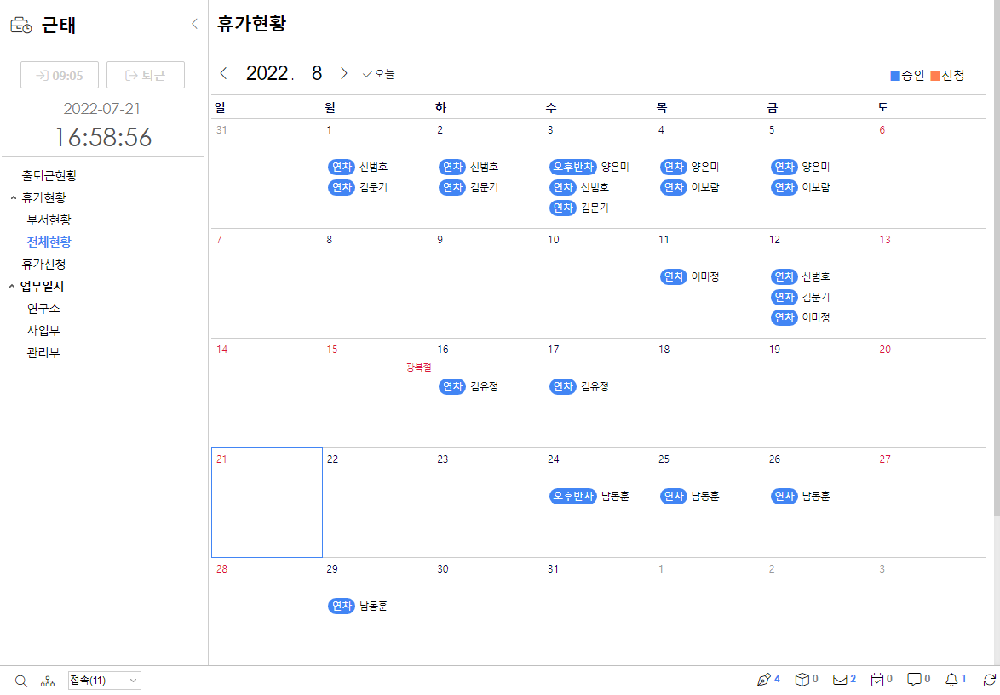 근태
09:05 퇴근
2022-07-21
16:58:56
출퇴근현황
휴가현황
부서현황
전체현황
휴가신청
업무일지
연구소
사업부
관리부
휴가현황
2022. 8 오늘
승인 신청
일 월 화 수 목 금 토
31 1 2 3 4 5 6
연차 신범호 연차 신범호 오후반차 양은미 연차 양은미 연차 양은미
연차 김문기 연차 김문기 연차 신범호 연차 이보람 연차 이보람
연차 김문기
7 8 9 10 11 12 13
연차 이미정 연차 신범호
연차 김문기
연차 이미정
14 15 16 17 18 19 20
광복절
연차 김유정 연차 김유정
21 22 23 24 25 26 27
오후반차 남동훈 연차 남동훈 연차 남동훈
28 29 30 31 1 2 3
연차 남동훈
접속(11) 4 0 2 0 0 1